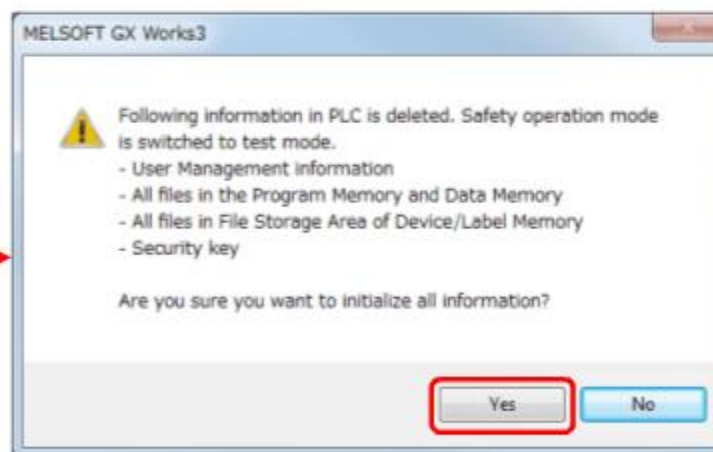 MELSOFT GX Works3
Following information in PLC is deleted. Safety operation mode
is switched to test mode.
- User Management information
- All files in the Program Memory and Data Memory
- All files in File Storage Area of Device/Label Memory
- Security key
Are you sure you want to initialize all information?
Yes No